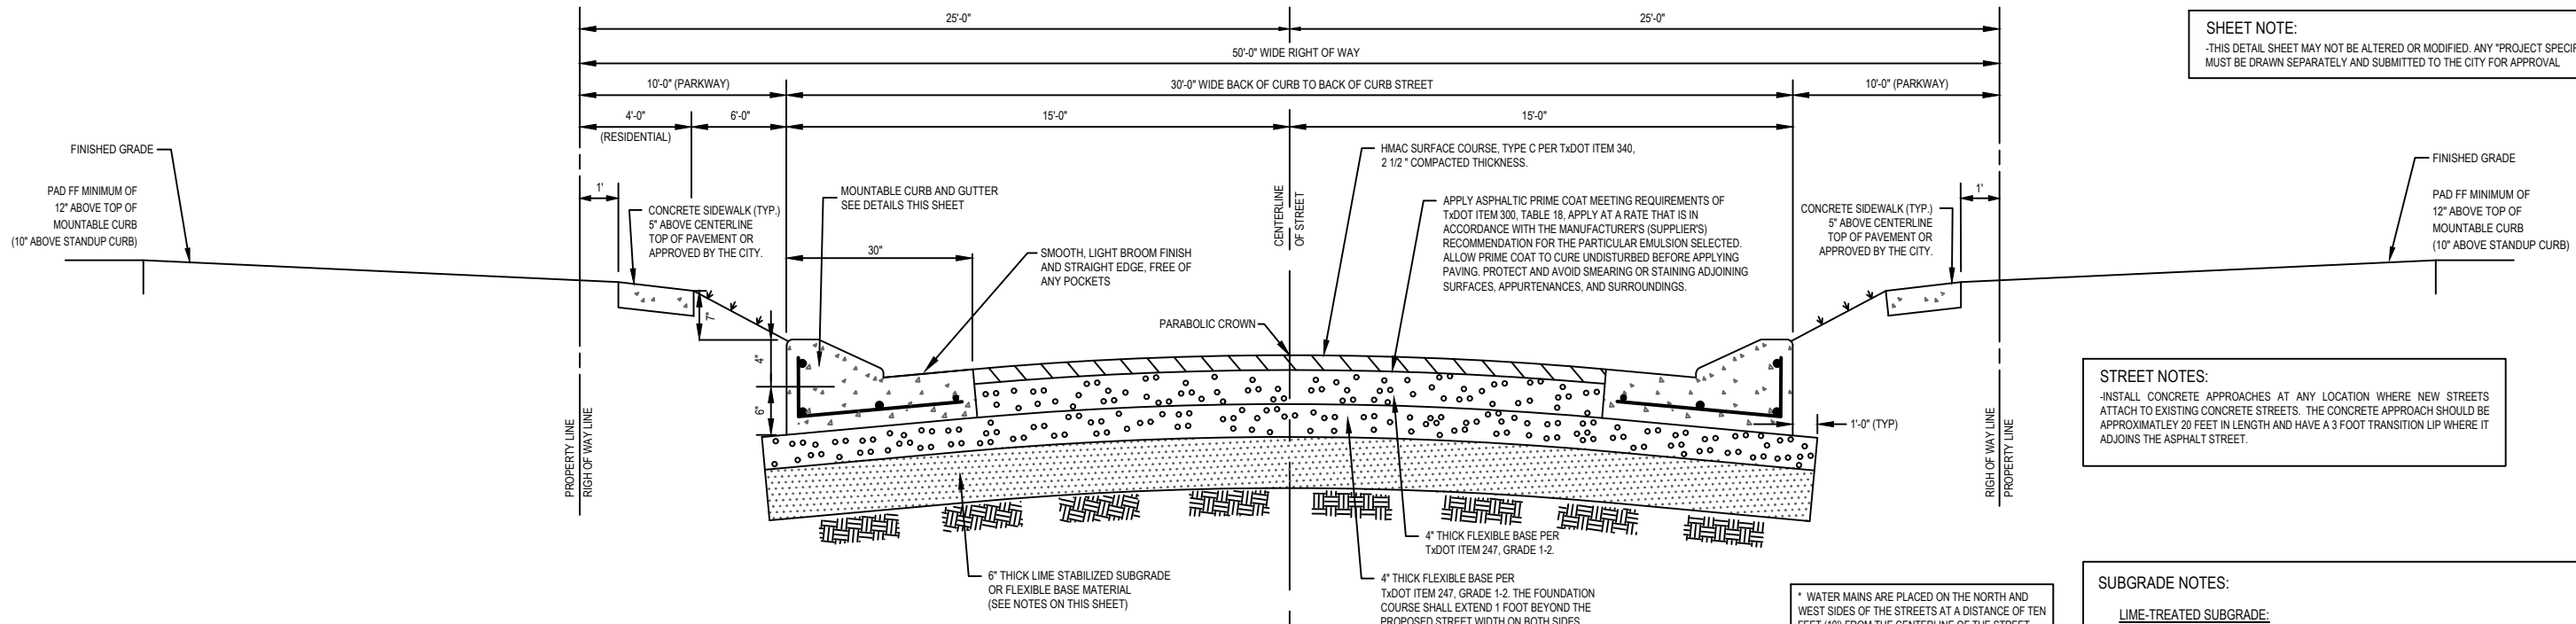 25'-0"
25'-0"
50'-0" WIDE RIGHT OF WAY
10'-0" (PARKWAY)
30'-0" WIDE BACK OF CURB TO BACK OF CURB STREET
10'-0" (PARKWAY)
4'-0"
(RESIDENTIAL)
6'-0"
15'-0"
15'-0"
SHEET NOTE:
-THIS DETAIL SHEET MAY NOT BE ALTERED OR MODIFIED. ANY "PROJECT SPECIF
MUST BE DRAWN SEPARATELY AND SUBMITTED TO THE CITY FOR APPROVAL
FINISHED GRADE
PAD FF MINIMUM OF
12" ABOVE TOP OF
MOUNTABLE CURB
(10" ABOVE STANDUP CURB)
1'
CONCRETE SIDEWALK (TYP.)
5" ABOVE CENTERLINE
TOP OF PAVEMENT OR
APPROVED BY THE CITY.
MOUNTABLE CURB AND GUTTER
SEE DETAILS THIS SHEET
30"
SMOOTH, LIGHT BROOM FINISH
AND STRAIGHT EDGE, FREE OF
ANY POCKETS
CENTERLINE
OF STREET
HMAC SURFACE COURSE, TYPE C PER TxDOT ITEM 340,
2 1/2 " COMPACTED THICKNESS.
APPLY ASPHALTIC PRIME COAT MEETING REQUIREMENTS OF
TxDOT ITEM 300, TABLE 18, APPLY AT A RATE THAT IS IN
ACCORDANCE WITH THE MANUFACTURER'S (SUPPLIER'S)
RECOMMENDATION FOR THE PARTICULAR EMULSION SELECTED.
ALLOW PRIME COAT TO CURE UNDISTURBED BEFORE APPLYING
PAVING. PROTECT AND AVOID SMEARING OR STAINING ADJOINING
SURFACES, APPURTENANCES, AND SURROUNDINGS.
CONCRETE SIDEWALK (TYP.)
5" ABOVE CENTERLINE
TOP OF PAVEMENT OR
APPROVED BY THE CITY.
1'
FINISHED GRADE
PAD FF MINIMUM OF
12" ABOVE TOP OF
MOUNTABLE CURB
(10" ABOVE STANDUP CURB)
PARABOLIC CROWN
7"
4"
6"
PROPERTY LINE
RIGH OF WAY LINE
1'-0" (TYP)
RIGH OF WAY LINE
PROPERTY LINE
STREET NOTES:
-INSTALL CONCRETE APPROACHES AT ANY LOCATION WHERE NEW STREETS
ATTACH TO EXISTING CONCRETE STREETS. THE CONCRETE APPROACH SHOULD BE
APPROXIMATLEY 20 FEET IN LENGTH AND HAVE A 3 FOOT TRANSITION LIP WHERE IT
ADJOINS THE ASPHALT STREET.
4" THICK FLEXIBLE BASE PER
TxDOT ITEM 247, GRADE 1-2.
6" THICK LIME STABILIZED SUBGRADE
OR FLEXIBLE BASE MATERIAL
(SEE NOTES ON THIS SHEET)
4" THICK FLEXIBLE BASE PER
TxDOT ITEM 247, GRADE 1-2. THE FOUNDATION
COURSE SHALL EXTEND 1 FOOT BEYOND THE
PROPOSED STREET WIDTH ON BOTH SIDES
* WATER MAINS ARE PLACED ON THE NORTH AND
WEST SIDES OF THE STREETS AT A DISTANCE OF TEN
FEET (10') FROM THE CENTERLINE OF THE STREET
SUBGRADE NOTES:
LIME-TREATED SUBGRADE: